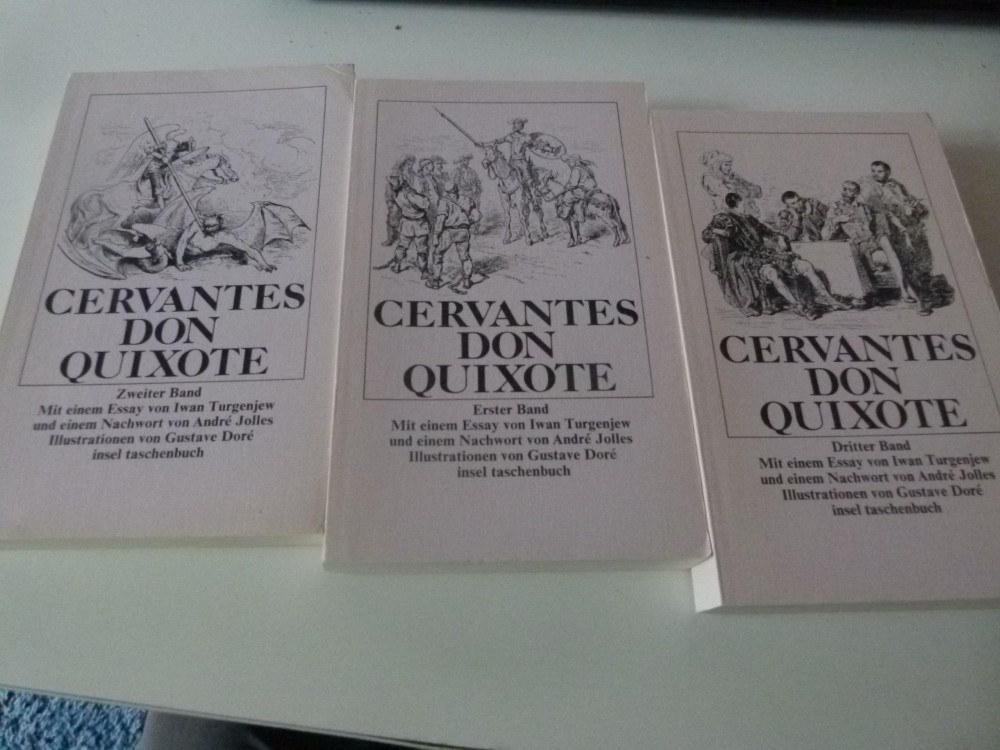 CERVANTES
DON
QUIXOTE
Zweiter Band
Mit einem Essay von Iwan Turgenjew
und einem Nachwort von André Jolles
Illustrationen von Gustave Doré
insel taschenbuch
CERVANTES
DON
QUIXOTE
Erster Band
Mit einem Essay von Iwan Turgenjew
und einem Nachwort von André Jolles
Illustrationen von Gustave Doré
insel taschenbuch
CERVANTES
DON
QUIXOTE
Dritter Band
Mit einem Essay von Iwan Turgenjew
und einem Nachwort von André Jolles
Illustrationen von Gustave Doré
insel taschenbuch